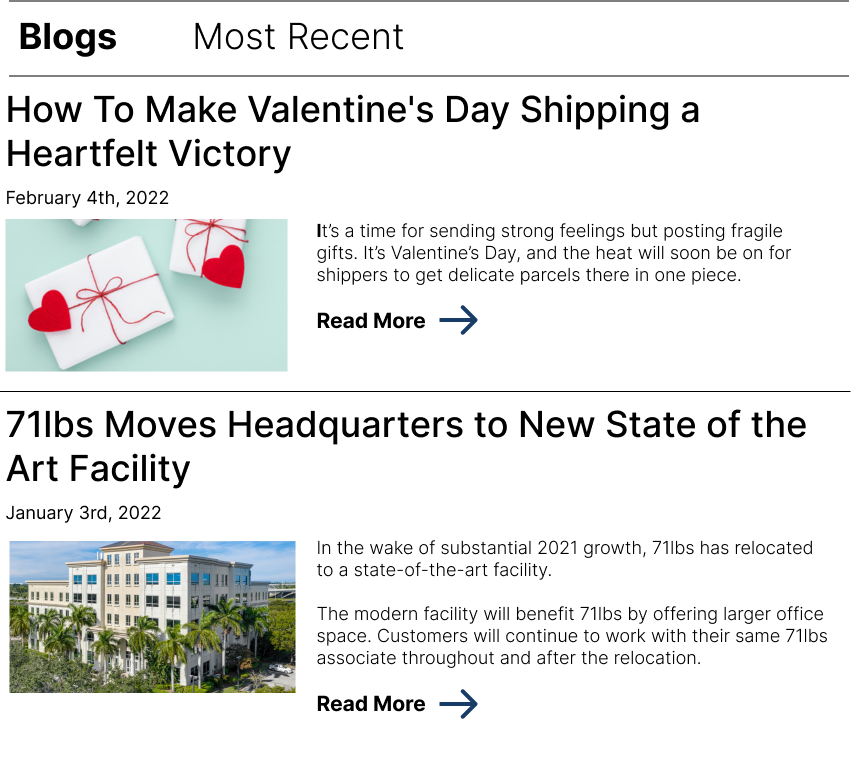 Blogs Most Recent
How To Make Valentine's Day Shipping a
Heartfelt Victory
February 4th, 2022
It’s a time for sending strong feelings but posting fragile
gifts. It’s Valentine’s Day, and the heat will soon be on for
shippers to get delicate parcels there in one piece.
Read More
71lbs Moves Headquarters to New State of the
Art Facility
January 3rd, 2022
In the wake of substantial 2021 growth, 71lbs has relocated
to a state-of-the-art facility.
The modern facility will benefit 71lbs by offering larger office
space. Customers will continue to work with their same 71lbs
associate throughout and after the relocation.
Read More